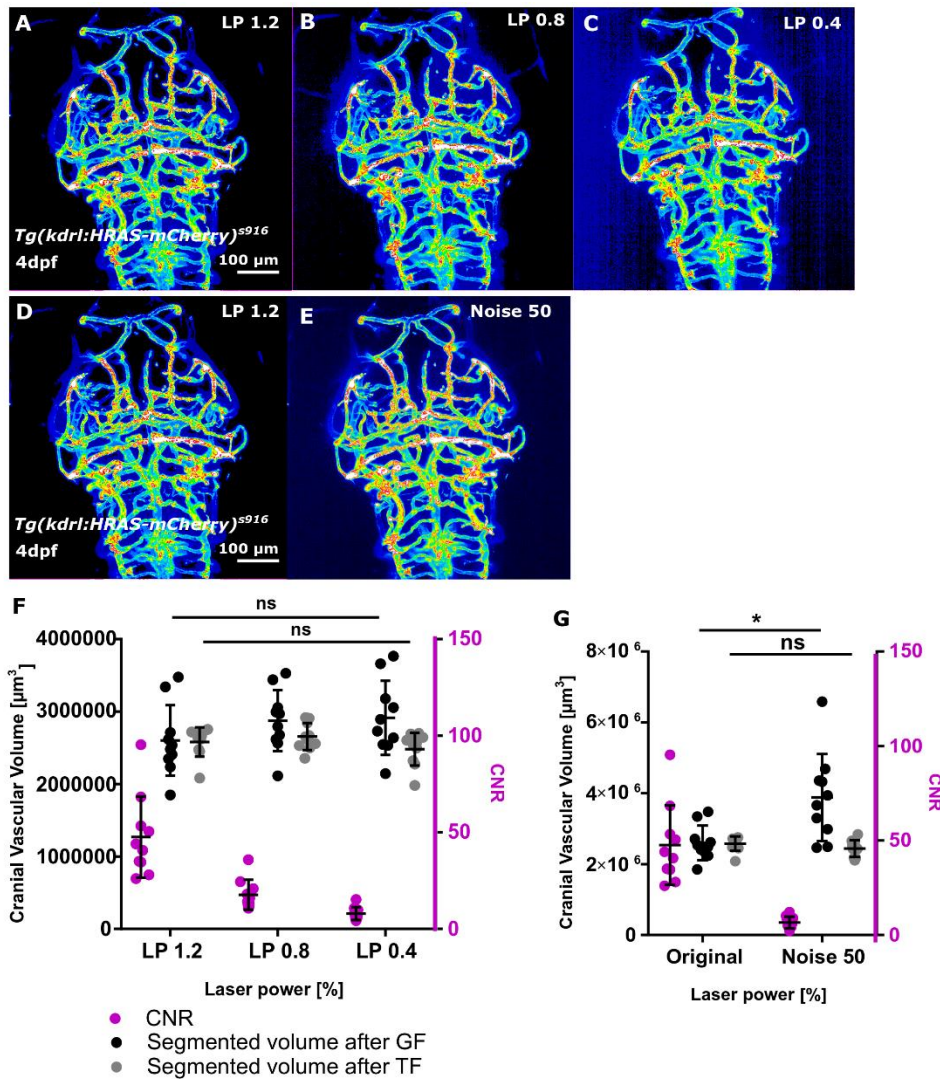 A LP 1.2
B LP 0.8
C LP 0.4
Tg(kdrl:HRAS-mCherry)s916
4dpf 100 µm
D LP 1.2
E Noise 50
Tg(kdrl:HRAS-mCherry)s916
4dpf 100 µm
F
ns
ns
4000000
3000000
2000000
1000000
0
Cranial Vascular Volume [µm³]
150
100
50
0
CNR
LP 1.2 LP 0.8 LP 0.4
Laser power [%]
G
*
ns
8× 10 6
6× 10 6
4× 10 6
2× 10 6
0
Cranial Vascular Volume [µm³]
150
100
50
0
CNR
Original Noise 50
Laser power [%]
CNR
Segmented volume after GF
Segmented volume after TF